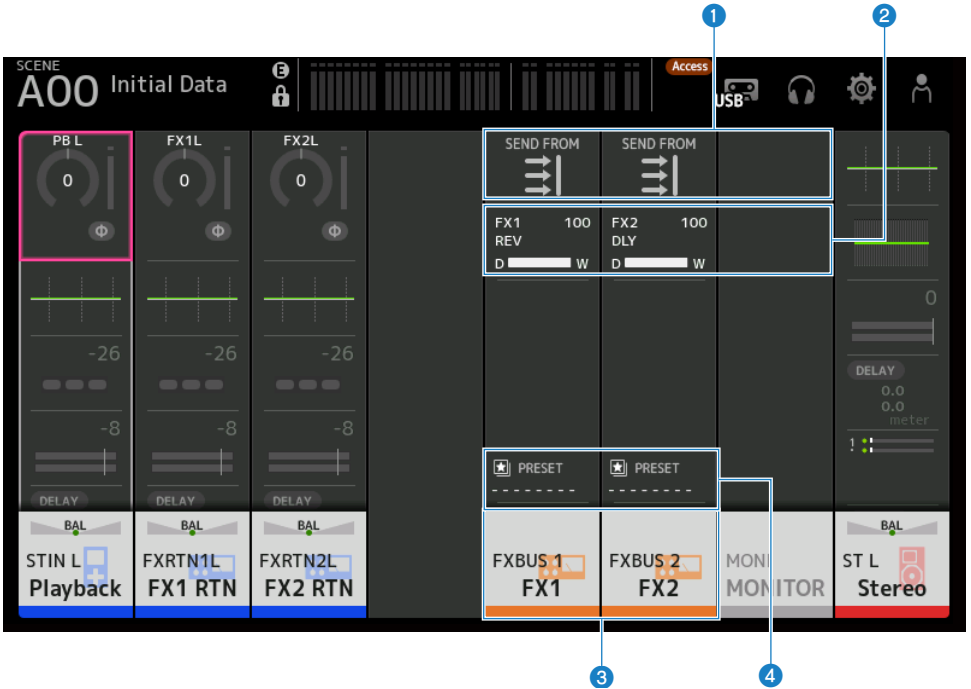 1
2
SCENE
A00 Initial Data
E
Access
USB
PB L
FX1L
FX2L
SEND FROM
SEND FROM
0
0
0
Φ
Φ
Φ
FX1 100
REV
D W
FX2 100
DLY
D W
0
-26
-26
-26
DELAY
0.0
0.0
meter
-8
-8
-8
!
PRESET
--------
PRESET
--------
DELAY
DELAY
DELAY
BAL
BAL
BAL
BAL
STIN L
Playback
FXRTN1L
FX1 RTN
FXRTN2L
FX2 RTN
FXBUS 1
FX1
FXBUS 2
FX2
MONI
MONITOR
ST L
Stereo
3
4